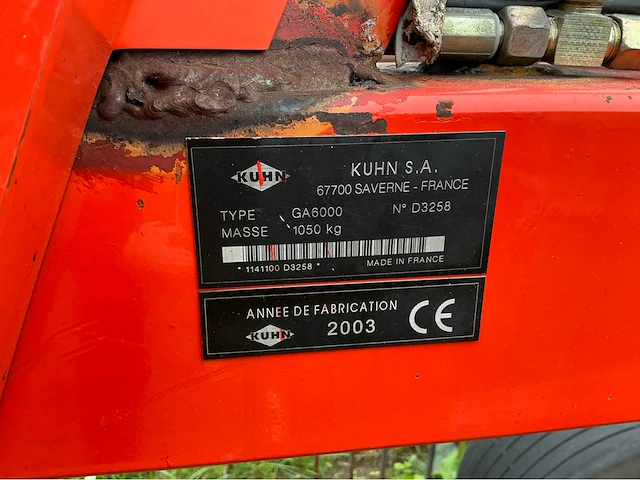 KUHN
KUHN S.A.
67700 SAVERNE - FRANCE
TYPE GA6000 N° D3258
MASSE 1050 kg
* 1141100 D3258 * MADE IN FRANCE
ANNEE DE FABRICATION
KUHN 2003 CE